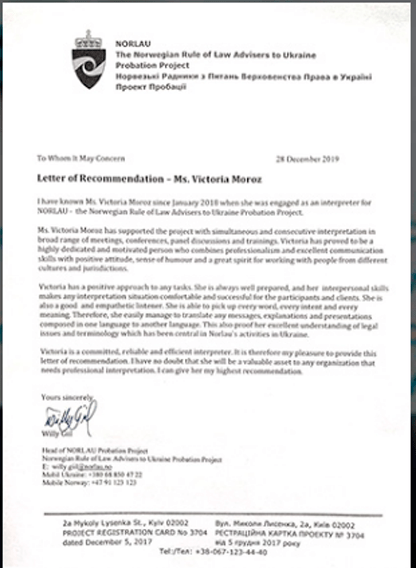 NORLAU
The Norwegian Rule of Law Advisers to Ukraine
Probation Project
Норвезькі Радники з Питань Верховенства Права в Україні
Проект Пробації
To Whom It May Concern 28 December 2019
Letter of Recommendation – Ms. Victoria Moroz
I have known Ms. Victoria Moroz since January 2018 when she was engaged as an interpreter for
NORLAU - the Norwegian Rule of Law Advisers to Ukraine Probation Project.
Ms. Victoria Moroz has supported the project with simultaneous and consecutive interpretation in
broad range of meetings, conferences, panel discussions and trainings. Victoria has proved to be a
highly dedicated and motivated person who combines professionalism and excellent communication
skills with positive attitude, sense of humour and a great spirit for working with people from different
cultures and jurisdictions.
Victoria has a positive approach to any tasks. She is always well prepared, and her interpersonal skills
makes any interpretation situation comfortable and successful for the participants and clients. She is
also a good and empathetic listener. She is able to pick up every word, every intent and every
meaning. Therefore, she easily manage to translate any messages, explanations and presentations
composed in one language to another language. This also proof her excellent understanding of legal
issues and terminology which has been central in Norlau's activities in Ukraine.
Victoria is a committed, reliable and efficient interpreter. It is therefore my pleasure to provide this
letter of recommendation. I have no doubt that she will be a valuable asset to any organization that
needs professional interpretation. I can give her my highest recommendation.
Yours sincerely,
Willy Giil
Head of NORLAU Probation Project
Norwegian Rule of Law Advisers to Ukraine Probation Project
E: willy.giil@norlau.no
Mobil Ukraine: +380 68 850 47 22
Mobile Norway: +47 91 123 123
2a Mykoly Lysenka St., Kyiv 02002 Вул. Миколи Лисенка, 2а, Київ 02002
PROJECT REGISTRATION CARD No 3704 РЕЄСТРАЦІЙНА КАРТКА ПРОЕКТУ № 3704
dated December 5, 2017 від 5 грудня 2017 року
Tel:/Тел: +38-067-123-44-40